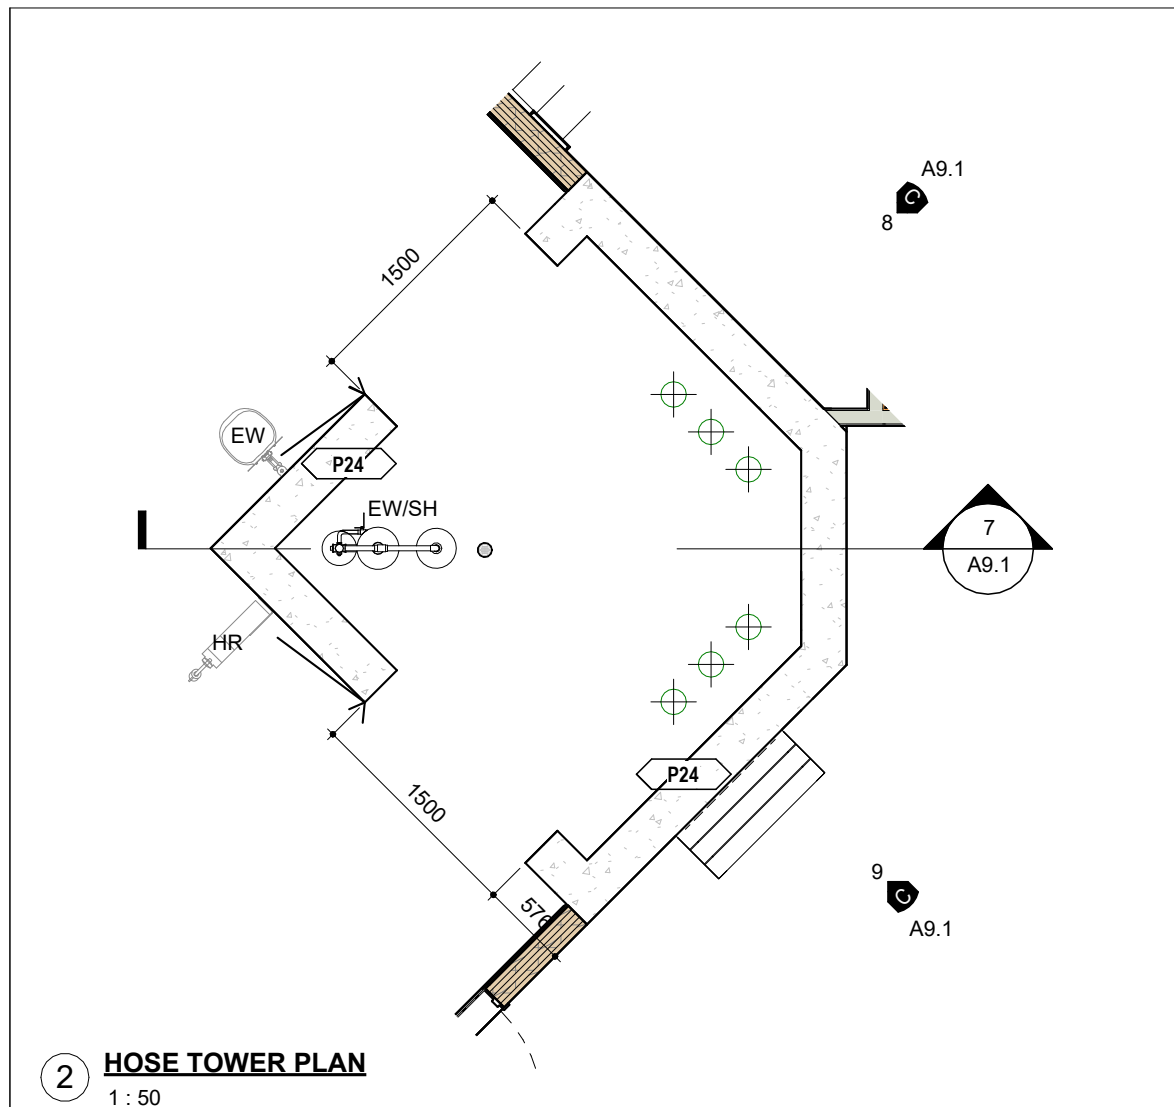 A9.1
C
8
1500
EW
P24
EW/SH
7
A9.1
HR
P24
1500
9
C
576
A9.1
2
HOSE TOWER PLAN
1 : 50